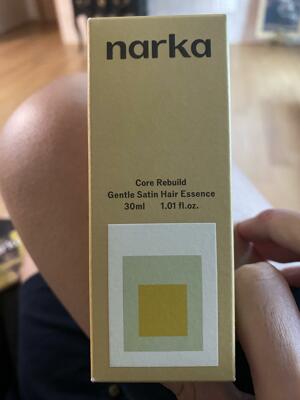 narka
Core Rebuild
Gentle Satin Hair Essence
30ml 1.01 fl.oz.